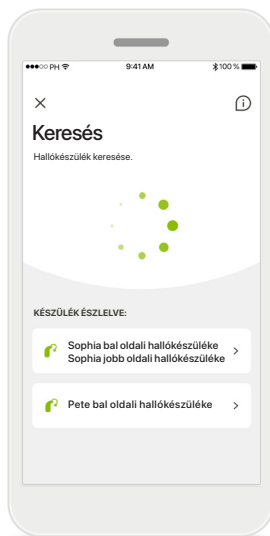 PH 9:41 AM 100 %
Keresés
Hallókészülék keresése.
KÉSZÜLÉK ÉSZLELVE:
Sophia bal oldali hallókészüléke
Sophia jobb oldali hallókészüléke
Pete bal oldali hallókészüléke